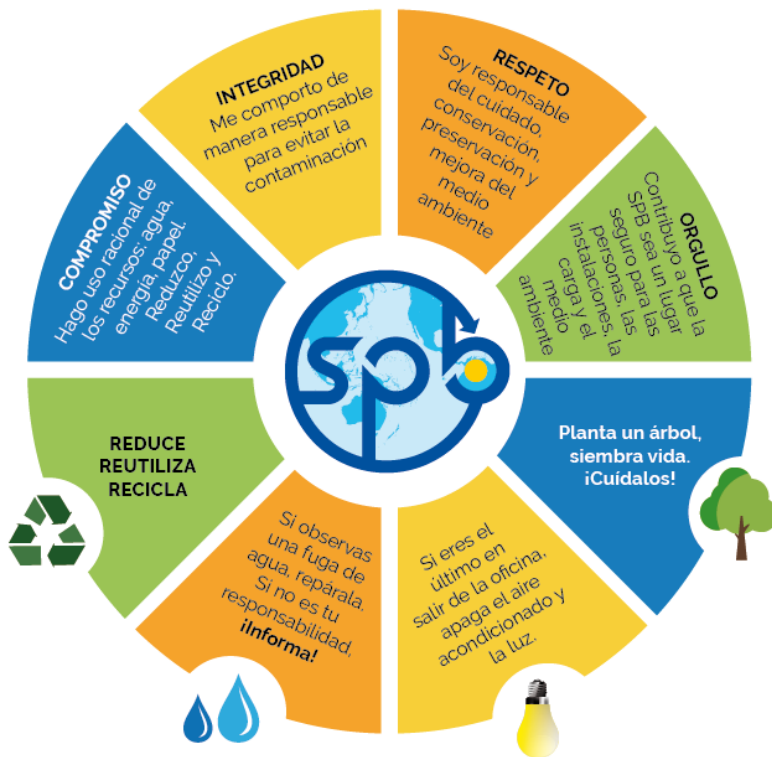 INTEGRIDAD
Me comporto de
manera responsable
para evitar la
contaminación
RESPETO
Soy responsable
del cuidado,
conservación,
preservación y
mejora del
medio
ambiente
ORGULLO
Contribuyo a que la
SPB sea un lugar
seguro para las
personas, las
instalaciones, la
carga y el
medio
ambiente
Planta un árbol,
siembra vida.
¡Cuídalos!
Si eres el
último en
salir de la oficina,
apaga el aire
acondicionado y
la luz.
Si observas
una fuga de
agua, repárala.
Si no es tu
responsabilidad,
¡Informa!
REDUCE
REUTILIZA
RECICLA
COMPROMISO
Hago uso racional de
los recursos: agua,
energía, papel.
Reduzco,
Reutilizo y
Reciclo.
spb